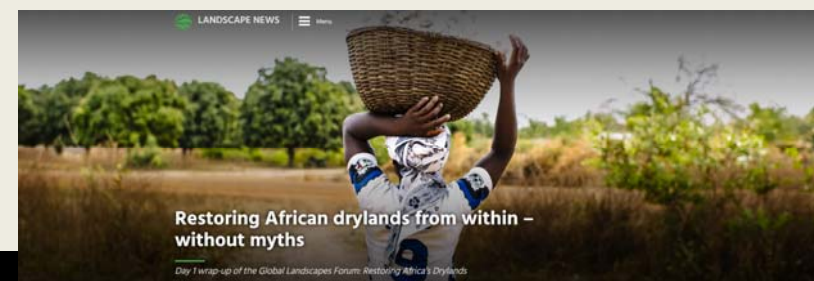 LANDSCAPE NEWS
Menu
Restoring African drylands from within –
without myths
Day 1 wrap-up of the Global Landscapes Forum: Restoring Africa's Drylands